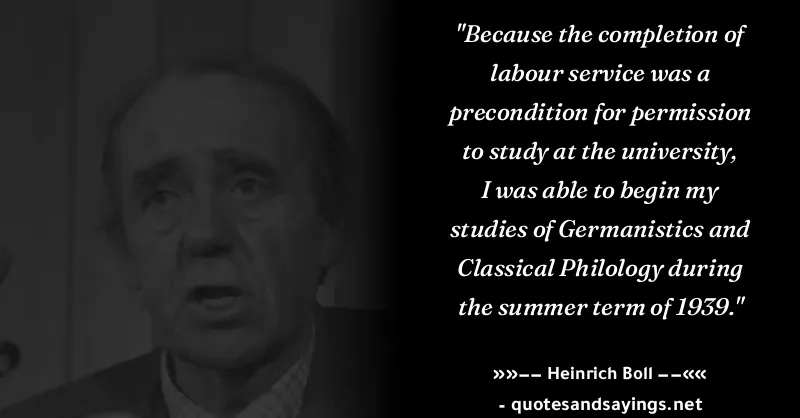 "Because the completion of
labour service was a
precondition for permission
to study at the university,
I was able to begin my
studies of Germanistics and
Classical Philology during
the summer term of 1939."
»»–– Heinrich Boll ––««
- quotesandsayings.net